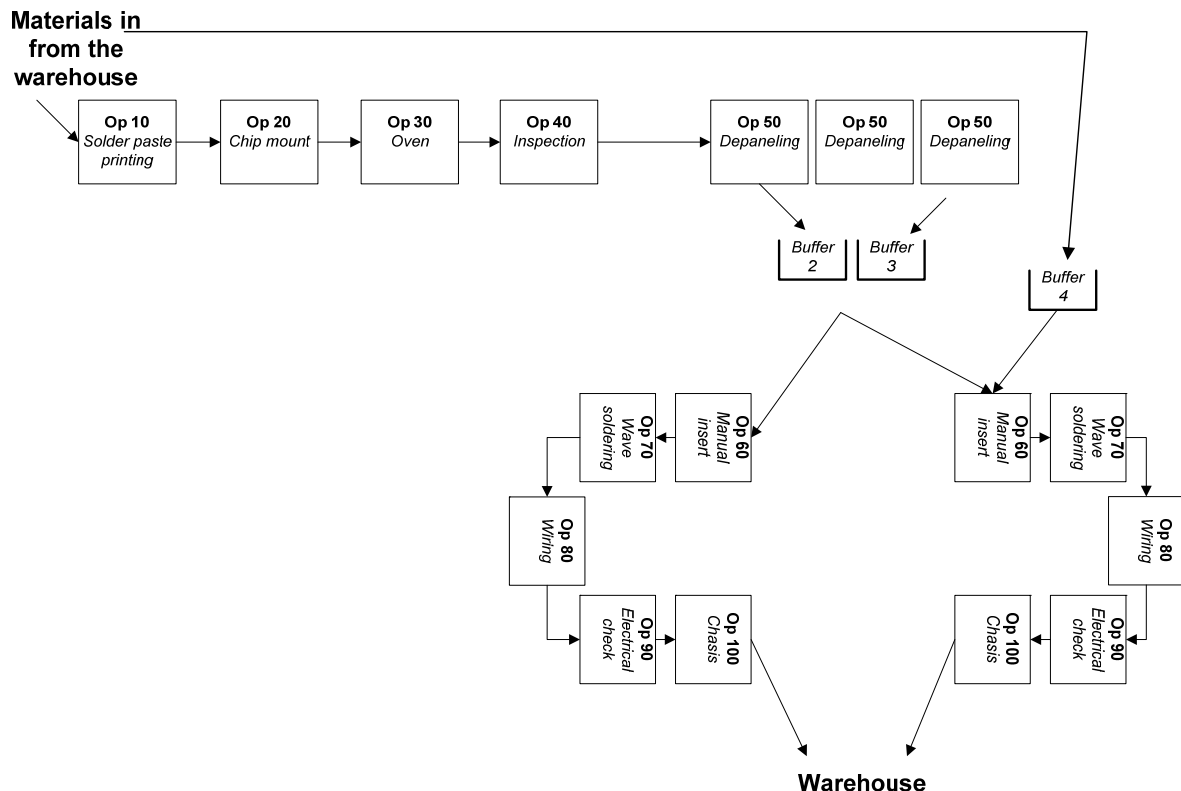 Materials in
from the
warehouse
Op 10
Solder paste
printing
Op 20
Chip mount
Op 30
Oven
Op 40
Inspection
Op 50
Depaneling
Op 50
Depaneling
Op 50
Depaneling
Buffer
2
Buffer
3
Buffer
4
Op 70
Wave
soldering
Op 60
Manual
insert
Op 60
Manual
insert
Op 70
Wave
soldering
Op 80
Wiring
Op 80
Wiring
Op 90
Electrical
check
Op 100
Chasis
Op 100
Chasis
Op 90
Electrical
check
Warehouse